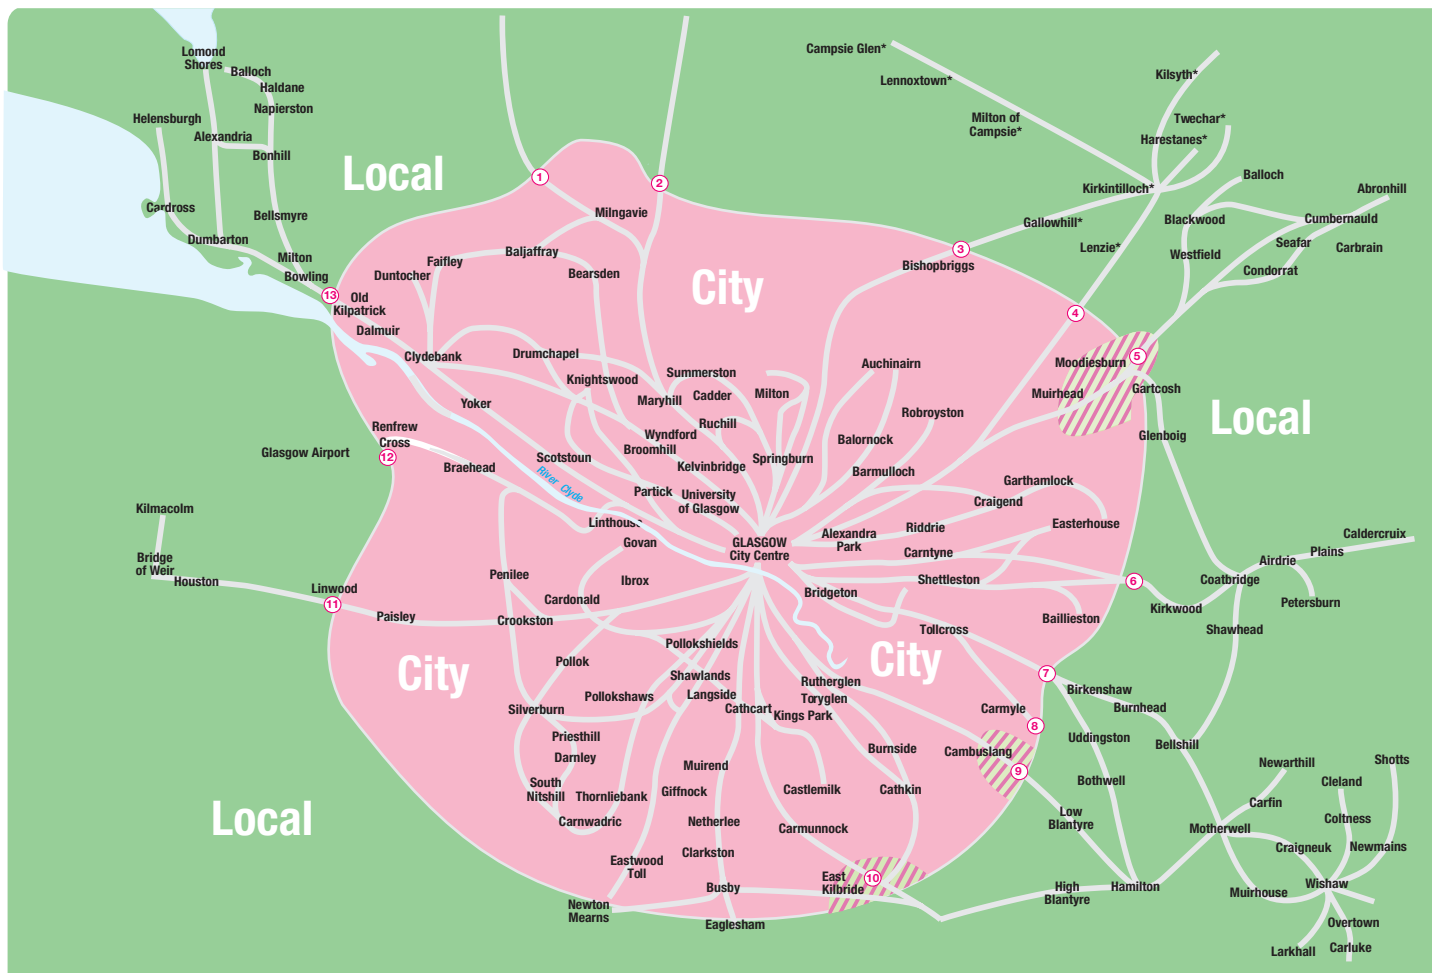 Lomond
Shores
Balloch
Haldane
Napierston
Helensburgh
Alexandria
Bonhill
Cardross
Bellsmyre
Dumbarton
Milton
Bowling
Local
1
2
Campsie Glen*
Lennoxtown*
Milton of
Campsie*
Kilsyth*
Twechar*
Harestanes*
Kirkintilloch*
Gallowhill*
Lenzie*
Balloch
Abronhill
Blackwood
Cumbernauld
Seafar
Carbrain
Westfield
Condorrat
3
Bishopbriggs
4
City
Milngavie
Baljaffray
Faifley
Duntocher
Bearsden
13
Old
Kilpatrick
Dalmuir
Clydebank
Drumchapel
Knightswood
Summerston
Cadder
Milton
Maryhill
Auchinairn
Moodiesburn
5
Muirhead
Gartcosh
Local
Glenboig
Yoker
Renfrew
Cross
12
Glasgow Airport
Braehead
Ruchill
Wyndford
Broomhill
Scotstoun
Kelvinbridge
Springburn
Robroyston
Balornock
Barmulloch
Garthamlock
Craigend
River Clyde
Partick
University
of Glasgow
Linthouse
Govan
GLASGOW
City Centre
Alexandra
Park
Riddrie
Easterhouse
Carntyne
Kilmacolm
Bridge
of Weir
Houston
Linwood
11
Paisley
Penilee
Ibrox
Cardonald
Crookston
Bridgeton
Shettleston
6
Baillieston
Kirkwood
Coatbridge
Airdrie
Plains
Caldercruix
Petersburn
Shawhead
Tollcross
City
City
Pollokshields
Pollok
Shawlands
Pollokshaws
Langside
Silverburn
Cathcart
Kings Park
Rutherglen
Toryglen
7
Birkenshaw
Burnhead
Carmyle
8
Uddingston
Bellshill
Priesthill
Darnley
South
Nitshill
Thornliebank
Carnwadric
Muirend
Giffnock
Netherlee
Clarkston
Castlemilk
Carmunnock
Burnside
Cathkin
Cambuslang
9
Bothwell
Low
Blantyre
Newarthill
Carfin
Cleland
Shotts
Coltness
Motherwell
Craigneuk
Newmains
Local
Eastwood
Toll
Busby
Newton
Mearns
Eaglesham
East
Kilbride
10
High
Blantyre
Hamilton
Muirhouse
Wishaw
Overtown
Larkhall
Carluke